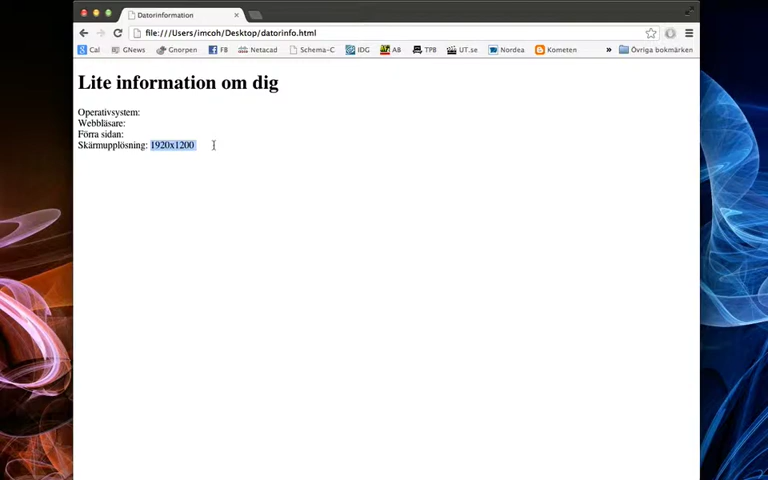 Datorinformation
file:///Users/imcoh/Desktop/datorinfo.html
Cal GNews Gnorpen FB Netacad Schema-C IDG AB TPB UT.se Nordea Kometen » Övriga bokmärken
Lite information om dig
Operativsystem:
Webbläsare:
Förra sidan:
Skärmupplösning: 1920x1200